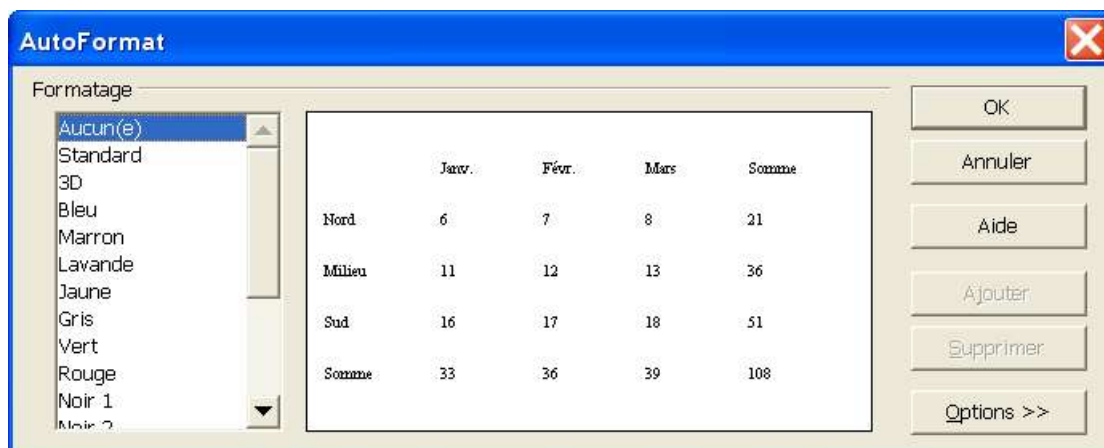 AutoFormat
Formatage
Aucun(e)
Standard
3D
Bleu
Marron
Lavande
Jaune
Gris
Vert
Rouge
Noir 1
Noir 2
Janv. Févr. Mars Somme
Nord 6 7 8 21
Milieu 11 12 13 36
Sud 16 17 18 51
Somme 33 36 39 108
OK
Annuler
Aide
Ajouter
Supprimer
Options >>